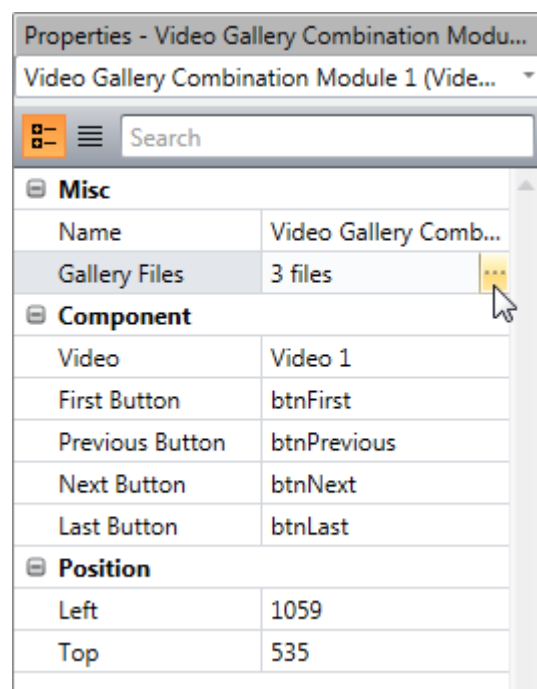 Properties - Video Gallery Combination Modu...
Video Gallery Combination Module 1 (Vide...
Search
Misc
Name Video Gallery Comb...
Gallery Files 3 files ...
Component
Video Video 1
First Button btnFirst
Previous Button btnPrevious
Next Button btnNext
Last Button btnLast
Position
Left 1059
Top 535